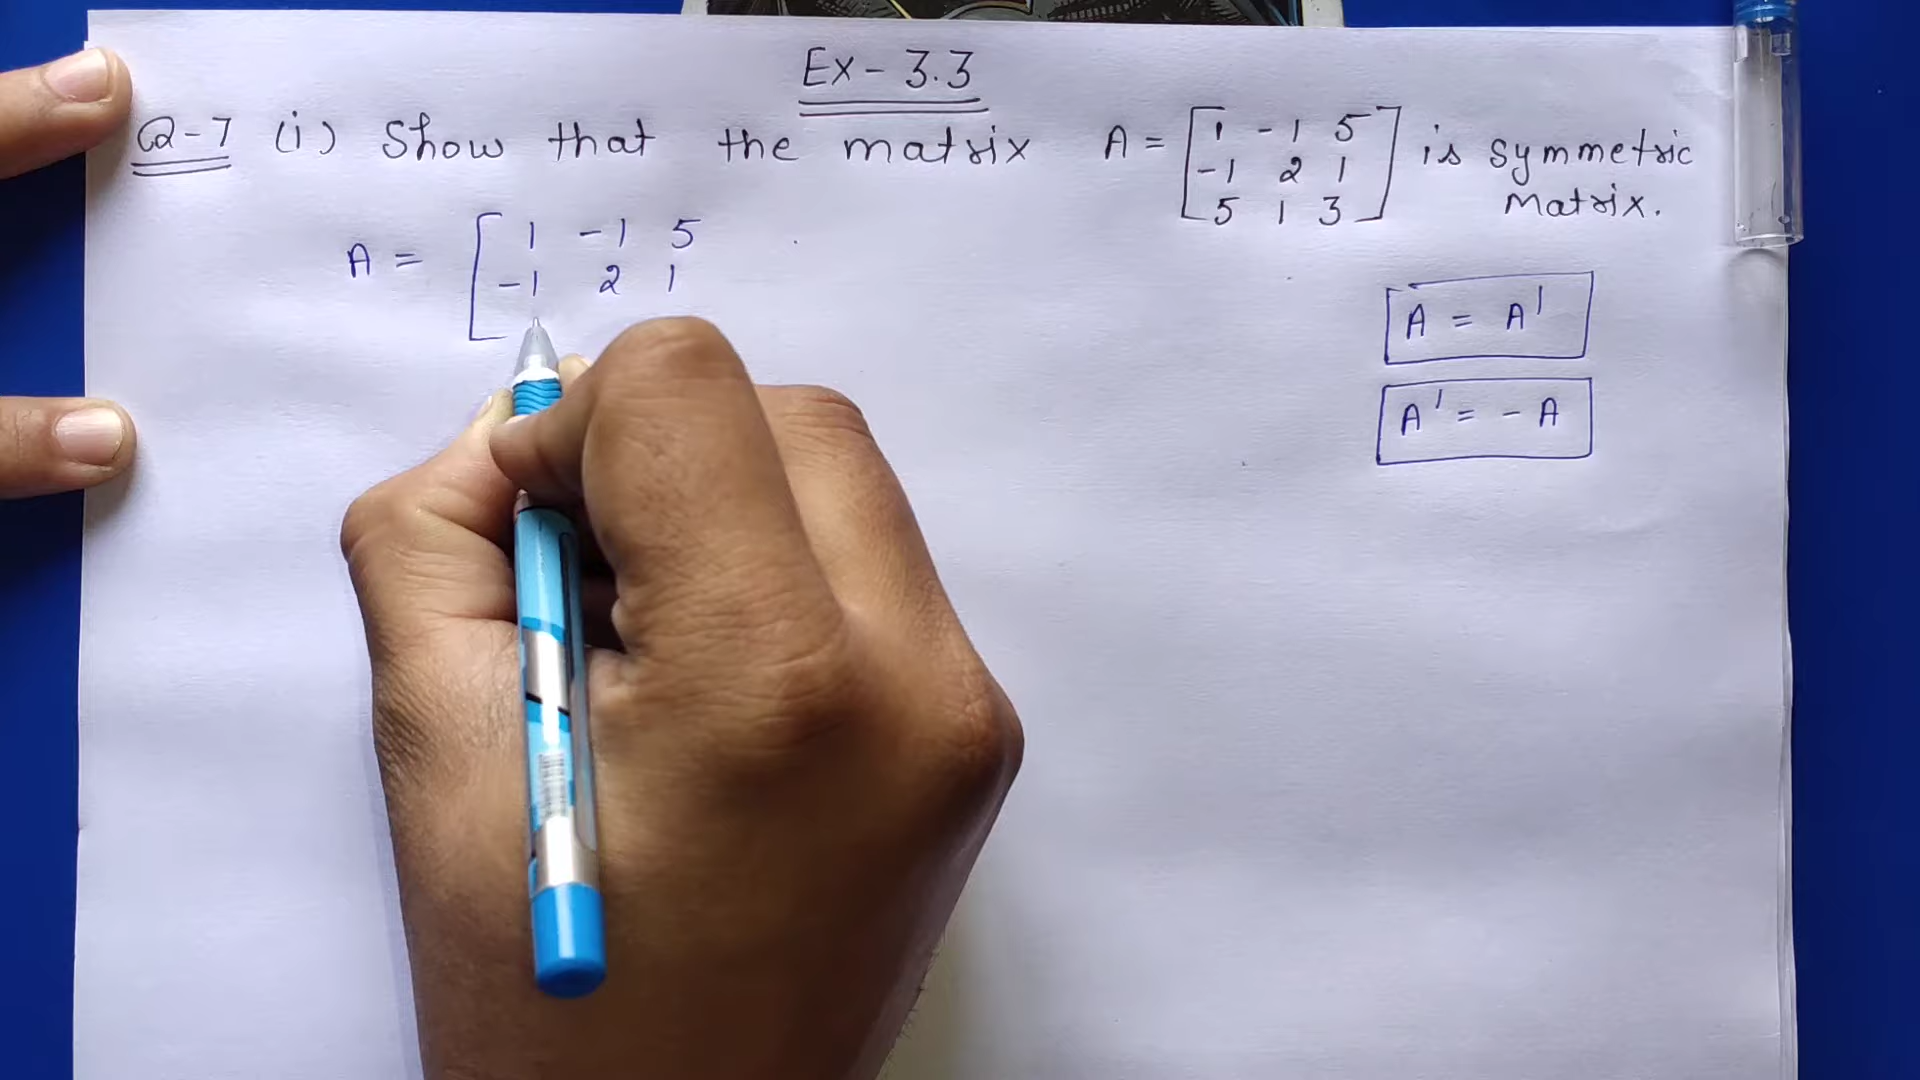 Ex - 3.3
Q-7 (i) Show that the matrix A = [1 -1 5
-1 2 1
5 1 3] is symmetric
matrix.
A = [1 -1 5
-1 2 1
A = A'
A' = - A